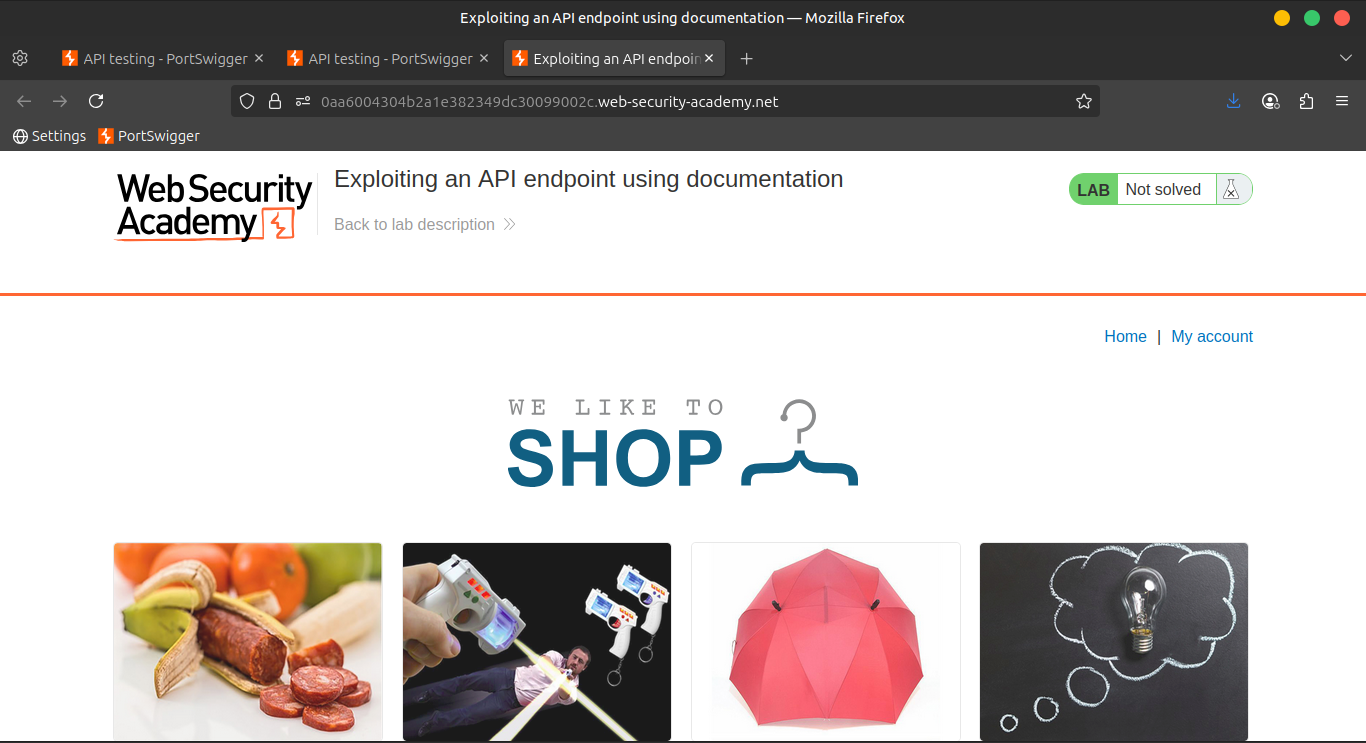 Exploiting an API endpoint using documentation — Mozilla Firefox
API testing - PortSwigger
API testing - PortSwigger
Exploiting an API endpoin
0aa6004304b2a1e382349dc30099002c.web-security-academy.net
Settings
PortSwigger
Web Security
Academy
Exploiting an API endpoint using documentation
Back to lab description
LAB
Not solved
Home | My account
WE LIKE TO
SHOP